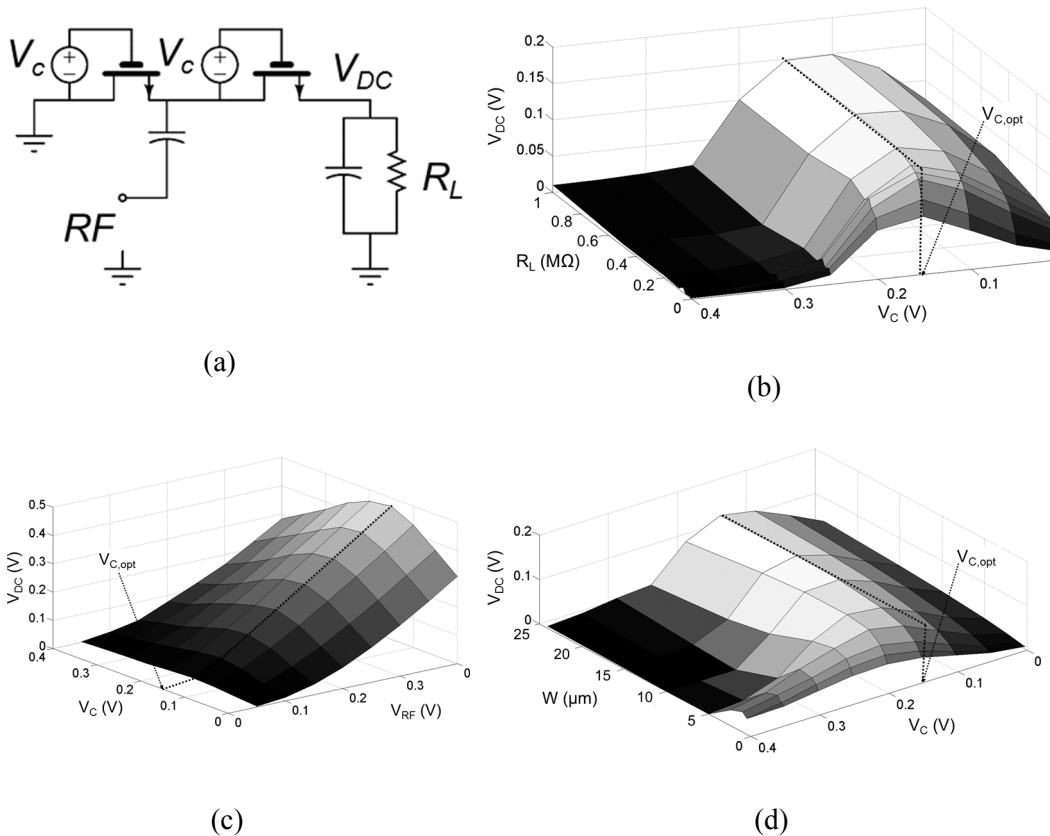 V_c
V_c
V_DC
RF
R_L
(a)
V_DC (V)
0.2
0.15
0.1
0.05
0
1
0.8
0.6
0.4
0.2
0
R_L (MΩ)
0.4
0.3
0.2
0.1
V_C (V)
V_C,opt
(b)
V_DC (V)
0.5
0.4
0.3
0.2
0.1
0
0.4
0.3
0.2
0.1
0
V_C (V)
V_C,opt
0
0.1
0.2
0.3
0
V_RF (V)
(c)
V_DC (V)
0.2
0.1
0
25
20
15
10
5
0
W (µm)
0.4
0.3
0.2
0.1
0
V_C (V)
V_C,opt
(d)